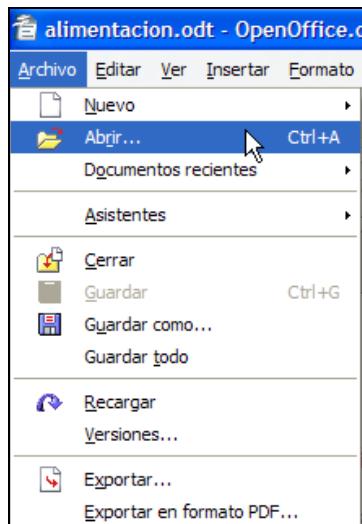 alimentacion.odt - OpenOffice.
Archivo Editar Ver Insertar Formato
Nuevo
Abrir... Ctrl+A
Documentos recientes
Asistentes
Cerrar
Guardar Ctrl+G
Guardar como...
Guardar todo
Recargar
Versiones...
Exportar...
Exportar en formato PDF...